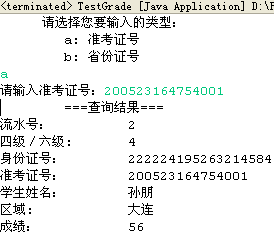 <terminated> TestGrade [Java Application] D:\F
请选择您要输入的类型:
a: 准考证号
b: 省份证号
a
请输入准考证号: 200523164754001
===查询结果===
流水号: 2
四级/六级: 4
身份证号: 222224195263214584
准考证号: 200523164754001
学生姓名: 孙朋
区域: 大连
成绩: 56